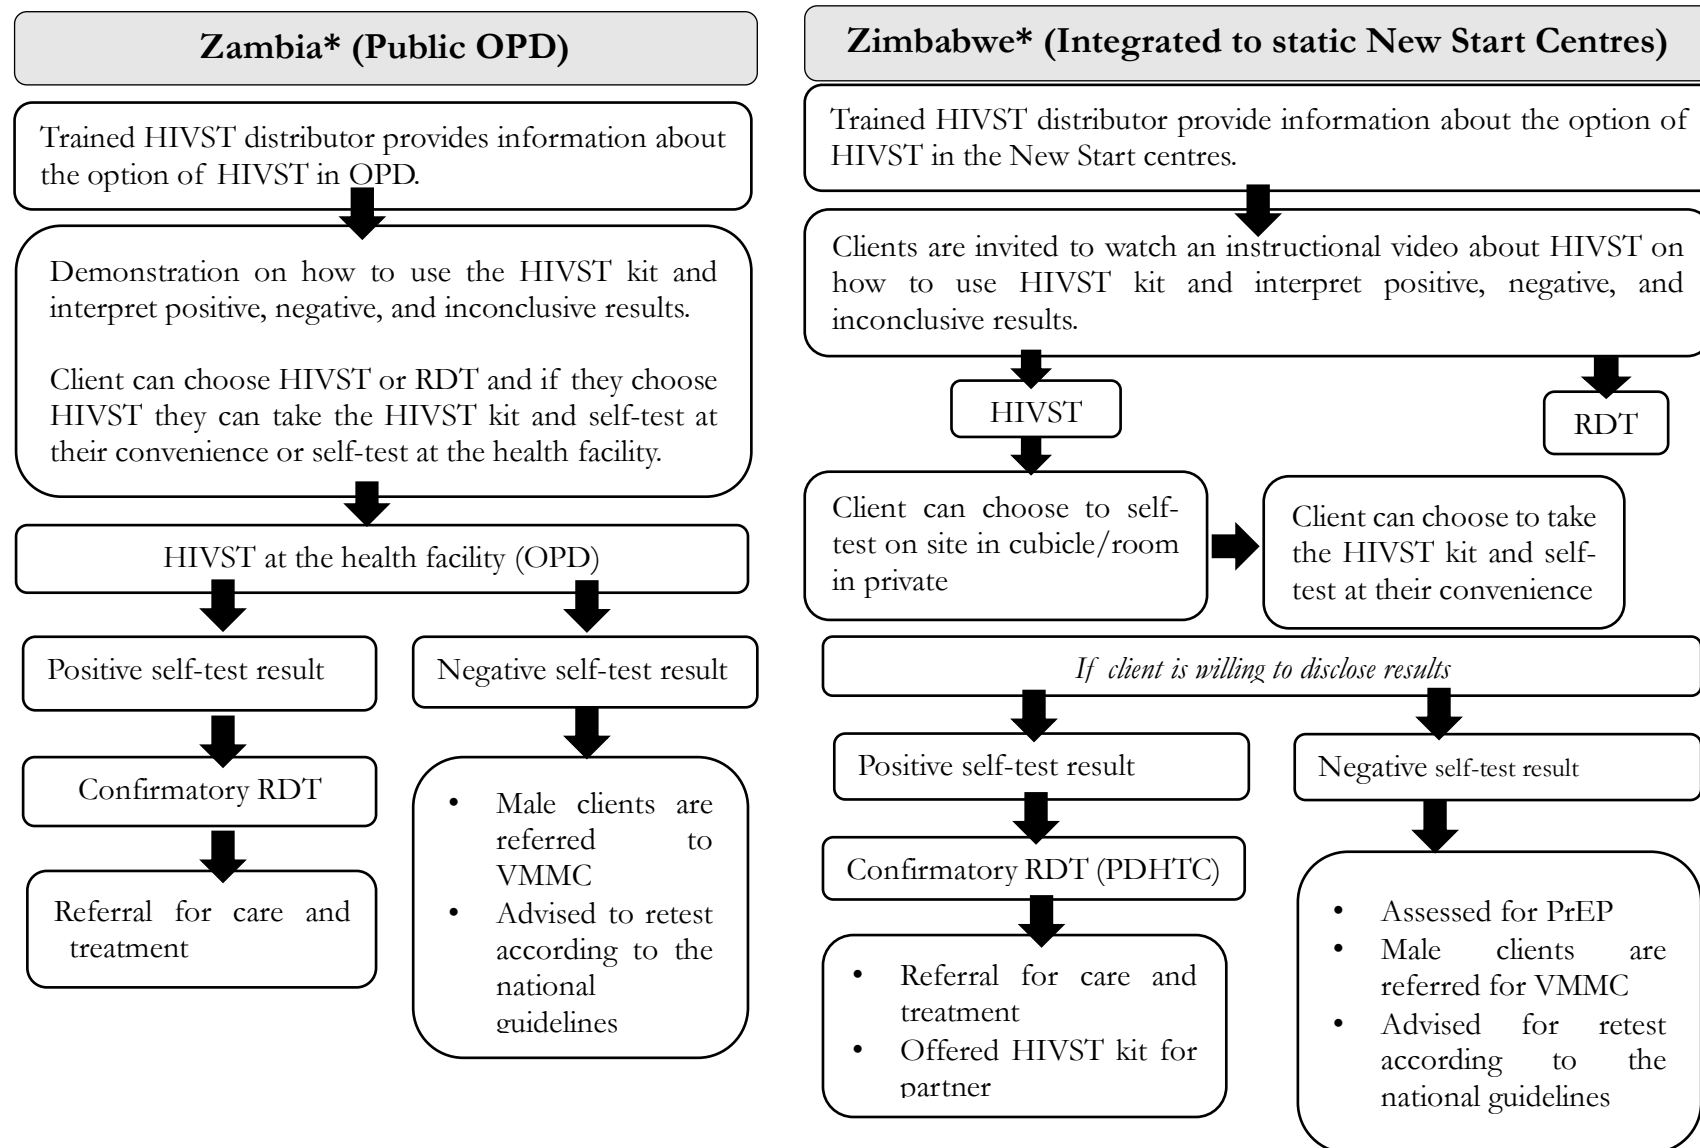 Zambia* (Public OPD)
Trained HIVST distributor provides information about
the option of HIVST in OPD.
Demonstration on how to use the HIVST kit and
interpret positive, negative, and inconclusive results.
Client can choose HIVST or RDT and if they choose
HIVST they can take the HIVST kit and self-test at
their convenience or self-test at the health facility.
HIVST at the health facility (OPD)
Positive self-test result
Negative self-test result
Confirmatory RDT
Referral for care and
treatment
• Male clients are
referred to
VMMC
• Advised to retest
according to the
national
guidelines
Zimbabwe* (Integrated to static New Start Centres)
Trained HIVST distributor provide information about the option of
HIVST in the New Start centres.
Clients are invited to watch an instructional video about HIVST on
how to use HIVST kit and interpret positive, negative, and
inconclusive results.
HIVST
RDT
Client can choose to self-
test on site in cubicle/room
in private
Client can choose to take
the HIVST kit and self-
test at their convenience
If client is willing to disclose results
Positive self-test result
Negative self-test result
Confirmatory RDT (PDHTC)
• Referral for care and
treatment
• Offered HIVST kit for
partner
• Assessed for PrEP
• Male clients are
referred for VMMC
• Advised for retest
according to the
national guidelines